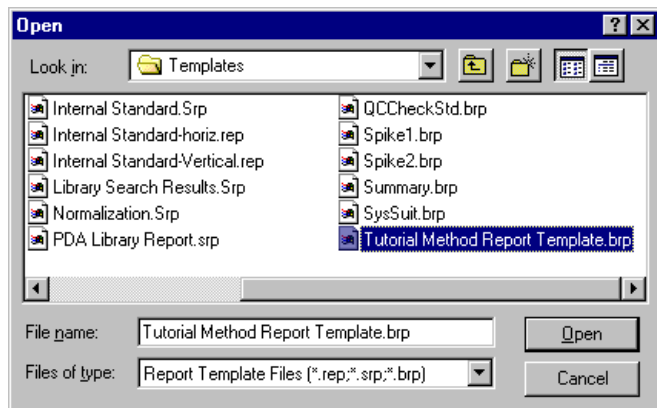 Open
Look in: Templates
Internal Standard.Srp
Internal Standard-horiz.rep
Internal Standard-Vertical.rep
Library Search Results.Srp
Normalization.Srp
PDA Library Report.srp
QCCheckStd.brp
Spike1.brp
Spike2.brp
Summary.brp
SysSuit.brp
Tutorial Method Report Template.brp
File name: Tutorial Method Report Template.brp Open
Files of type: Report Template Files (*.rep;*.srp;*.brp) Cancel